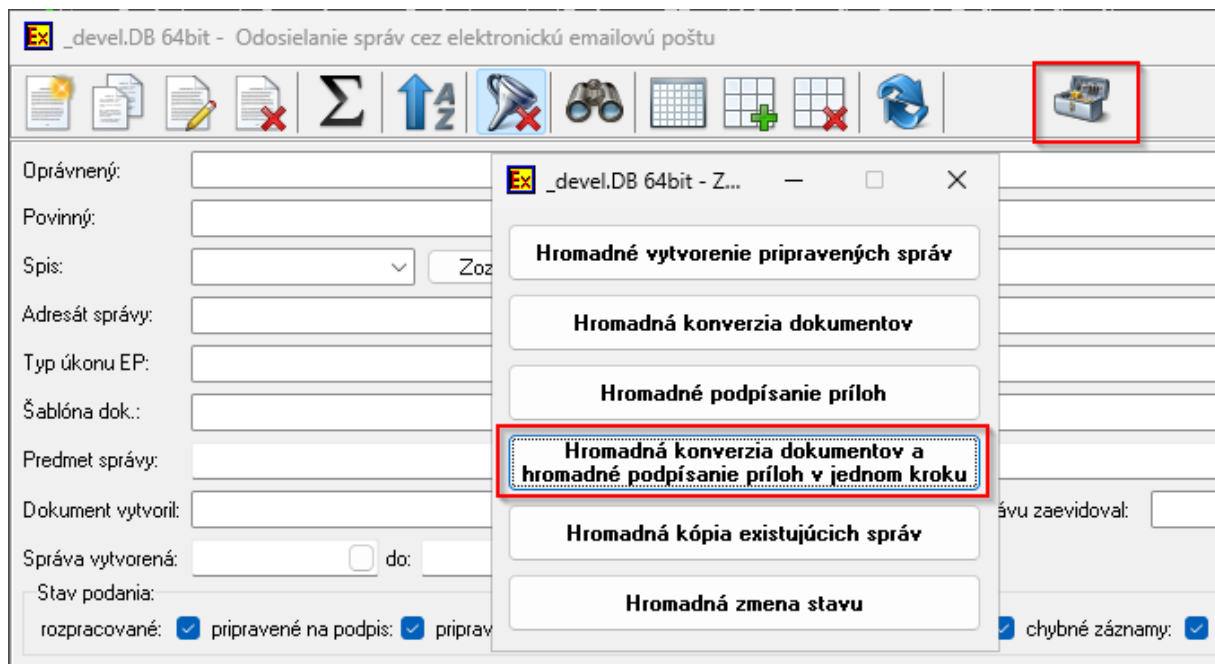 Ex _devel.DB 64bit - Odosielanie správ cez elektronickú emailovú poštu
A
Z
Oprávnený:
Ex _devel.DB 64bit - Z...
Povinný:
Hromadné vytvorenie pripravených správ
Spis:
Zoz
Adresát správy:
Hromadná konverzia dokumentov
Typ úkonu EP:
Hromadné podpísanie príloh
Šablóna dok.:
Hromadná konverzia dokumentov a
hromadné podpísanie príloh v jednom kroku
Predmet správy:
Dokument vytvoril:
ávu zaevidoval:
Hromadná kópia existujúcich správ
Správa vytvorená:
do:
Stav podania:
Hromadná zmena stavu
rozpracované: pripravené na podpis: priprav
chybné záznamy: